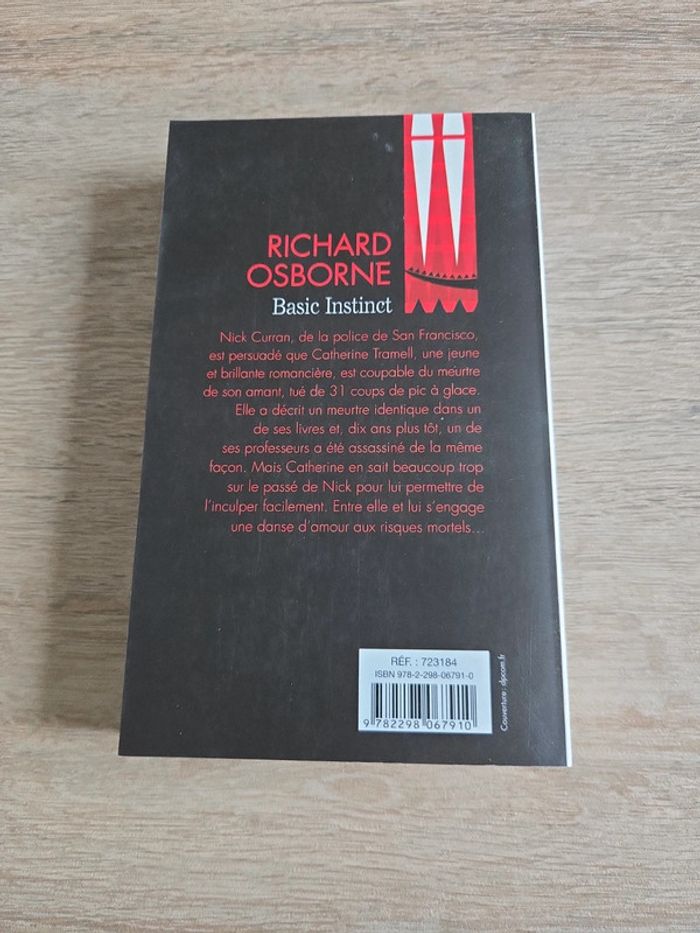 RICHARD
OSBORNE
Basic Instinct
Nick Curran, de la police de San Francisco,
est persuadé que Catherine Tramell, une jeune
et brillante romancière, est coupable du meurtre
de son amant, tué de 31 coups de pic à glace.
Elle a décrit un meurtre identique dans un
de ses livres et, dix ans plus tôt, un de
ses professeurs a été assassiné de la même
façon. Mais Catherine en sait beaucoup trop
sur le passé de Nick pour lui permettre de
l'inculper facilement. Entre elle et lui s'engage
une danse d'amour aux risques mortels...
RÉF. : 723184
ISBN 978-2-298-06791-0
9 782298 067910
Couverture : dpcom.fr